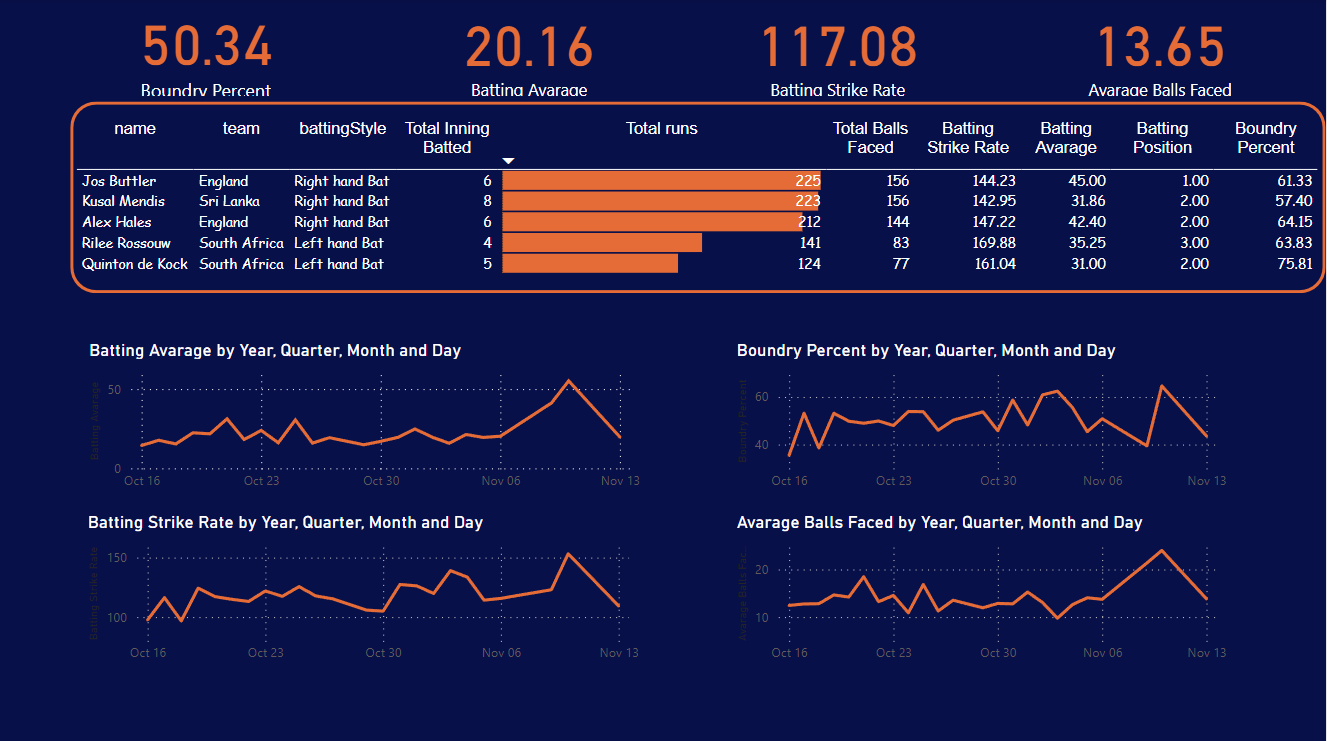 50.34
20.16
117.08
13.65
Boundry Percent
Batting Avarage
Batting Strike Rate
Avarage Balls Faced
name team battingStyle Total Inning Batted Total runs Total Balls Faced Batting Strike Rate Batting Avarage Batting Position Boundry Percent
Jos Buttler England Right hand Bat 6 225 156 144.23 45.00 1.00 61.33
Kusal Mendis Sri Lanka Right hand Bat 8 223 156 142.95 31.86 2.00 57.40
Alex Hales England Right hand Bat 6 212 144 147.22 42.40 2.00 64.15
Rilee Rossouw South Africa Left hand Bat 4 141 83 169.88 35.25 3.00 63.83
Quinton de Kock South Africa Left hand Bat 5 124 77 161.04 31.00 2.00 75.81
Batting Avarage by Year, Quarter, Month and Day
Batting Avarage
50
0
Oct 16 Oct 23 Oct 30 Nov 06 Nov 13
Boundry Percent by Year, Quarter, Month and Day
Boundry Percent
60
40
Oct 16 Oct 23 Oct 30 Nov 06 Nov 13
Batting Strike Rate by Year, Quarter, Month and Day
Batting Strike Rate
150
100
Oct 16 Oct 23 Oct 30 Nov 06 Nov 13
Avarage Balls Faced by Year, Quarter, Month and Day
Avarage Balls Fac...
20
10
Oct 16 Oct 23 Oct 30 Nov 06 Nov 13